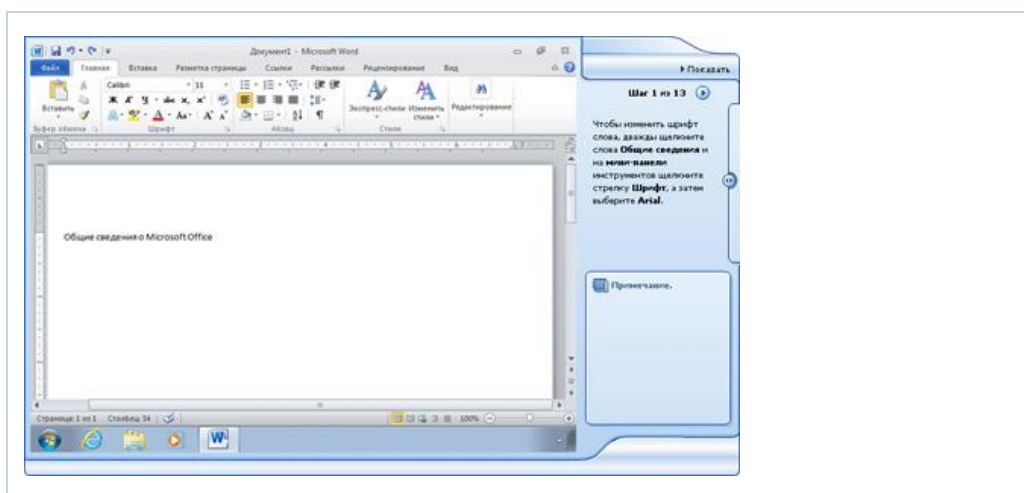 Документ1 - Microsoft Word
Файл Главная Вставка Разметка страницы Ссылки Рассылки Рецензирование Вид
Calibri 11
Вставить
Ж К Ч abc x, x'
Экспресс-стили Изменить стили Редактирование
Буфер обмена Шрифт Абзац Стили
Общие сведения о Microsoft Office
Страница: 1 из 1 Столбец: 34 100%
Показать
Шаг 1 из 13
Чтобы изменить шрифт
слова, дважды щелкните
слова Общие сведения и
на мини-панели
инструментов щелкните
стрелку Шрифт, а затем
выберите Arial.
Примечание.